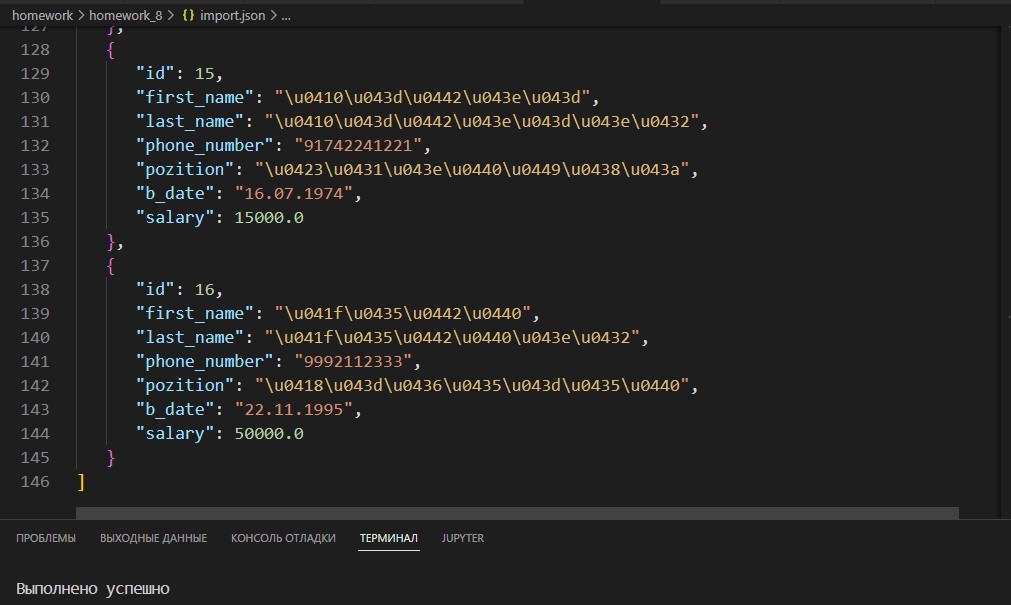 homework > homework_8 > {} import.json > ...
127 },
128 {
129 "id": 15,
130 "first_name": "\u0410\u043d\u0442\u043e\u043d",
131 "last_name": "\u0410\u043d\u0442\u043e\u043d\u043e\u0432",
132 "phone_number": "91742241221",
133 "pozition": "\u0423\u0431\u043e\u0440\u0449\u0438\u043a",
134 "b_date": "16.07.1974",
135 "salary": 15000.0
136 },
137 {
138 "id": 16,
139 "first_name": "\u041f\u0435\u0442\u0440",
140 "last_name": "\u041f\u0435\u0442\u0440\u043e\u0432",
141 "phone_number": "9992112333",
142 "pozition": "\u0418\u043d\u0436\u0435\u043d\u0435\u0440",
143 "b_date": "22.11.1995",
144 "salary": 50000.0
145 }
146 ]
ПРОБЛЕМЫ ВЫХОДНЫЕ ДАННЫЕ КОНСОЛЬ ОТЛАДКИ ТЕРМИНАЛ JUPYTER
Выполнено успешно